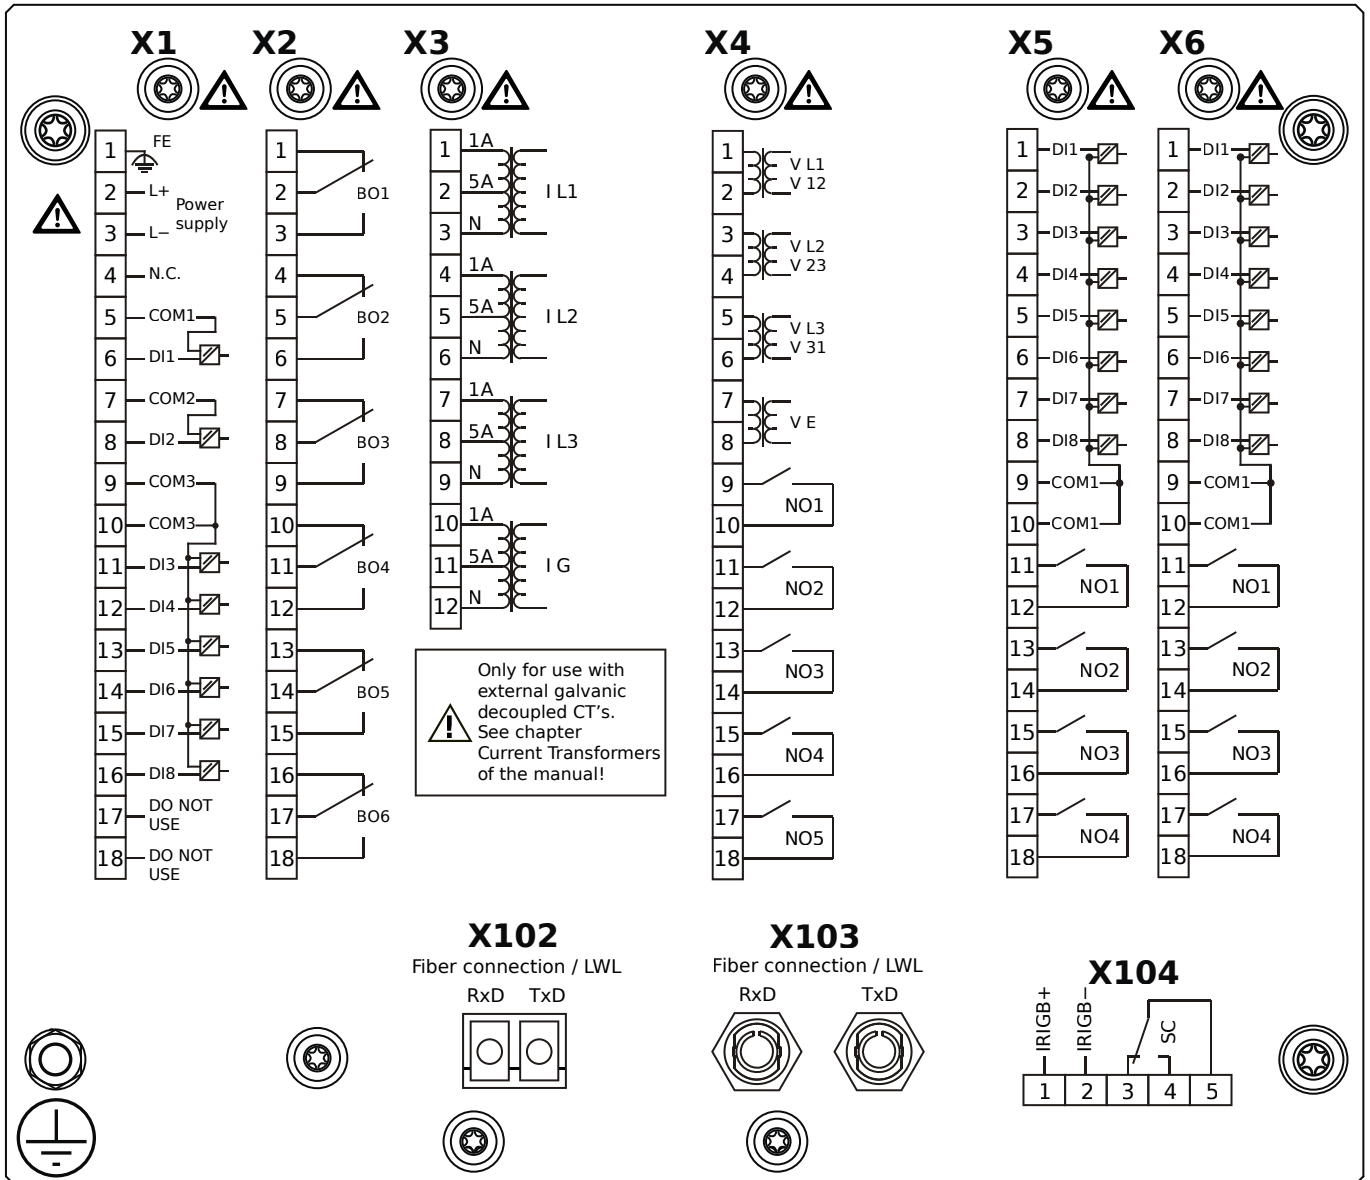 X1
X2
X3
X4
X5
X6
1
FE
2
L+
Power
supply
3
L−
4
N.C.
5
COM1
6
DI1
7
COM2
8
DI2
9
COM3
10
COM3
11
DI3
12
DI4
13
DI5
14
DI6
15
DI7
16
DI8
17
DO NOT
USE
18
DO NOT
USE
1
2
BO1
3
4
5
BO2
6
7
8
BO3
9
10
11
BO4
12
13
14
BO5
15
16
17
BO6
18
1
1A
2
5A
I L1
3
N
4
1A
5
5A
I L2
6
N
7
1A
8
5A
I L3
9
N
10
1A
11
5A
I G
12
N
Only for use with
external galvanic
decoupled CT's.
See chapter
Current Transformers
of the manual!
1
V L1
V 12
2
3
V L2
V 23
4
5
V L3
V 31
6
7
V E
8
9
NO1
10
11
NO2
12
13
NO3
14
15
NO4
16
17
NO5
18
1
DI1
2
DI2
3
DI3
4
DI4
5
DI5
6
DI6
7
DI7
8
DI8
9
COM1
10
COM1
11
NO1
12
13
NO2
14
15
NO3
16
17
NO4
18
1
DI1
2
DI2
3
DI3
4
DI4
5
DI5
6
DI6
7
DI7
8
DI8
9
COM1
10
COM1
11
NO1
12
13
NO2
14
15
NO3
16
17
NO4
18
X102
Fiber connection / LWL
RxD TxD
X103
Fiber connection / LWL
RxD TxD
X104
IRIGB+
IRIGB−
SC
1 2 3 4 5